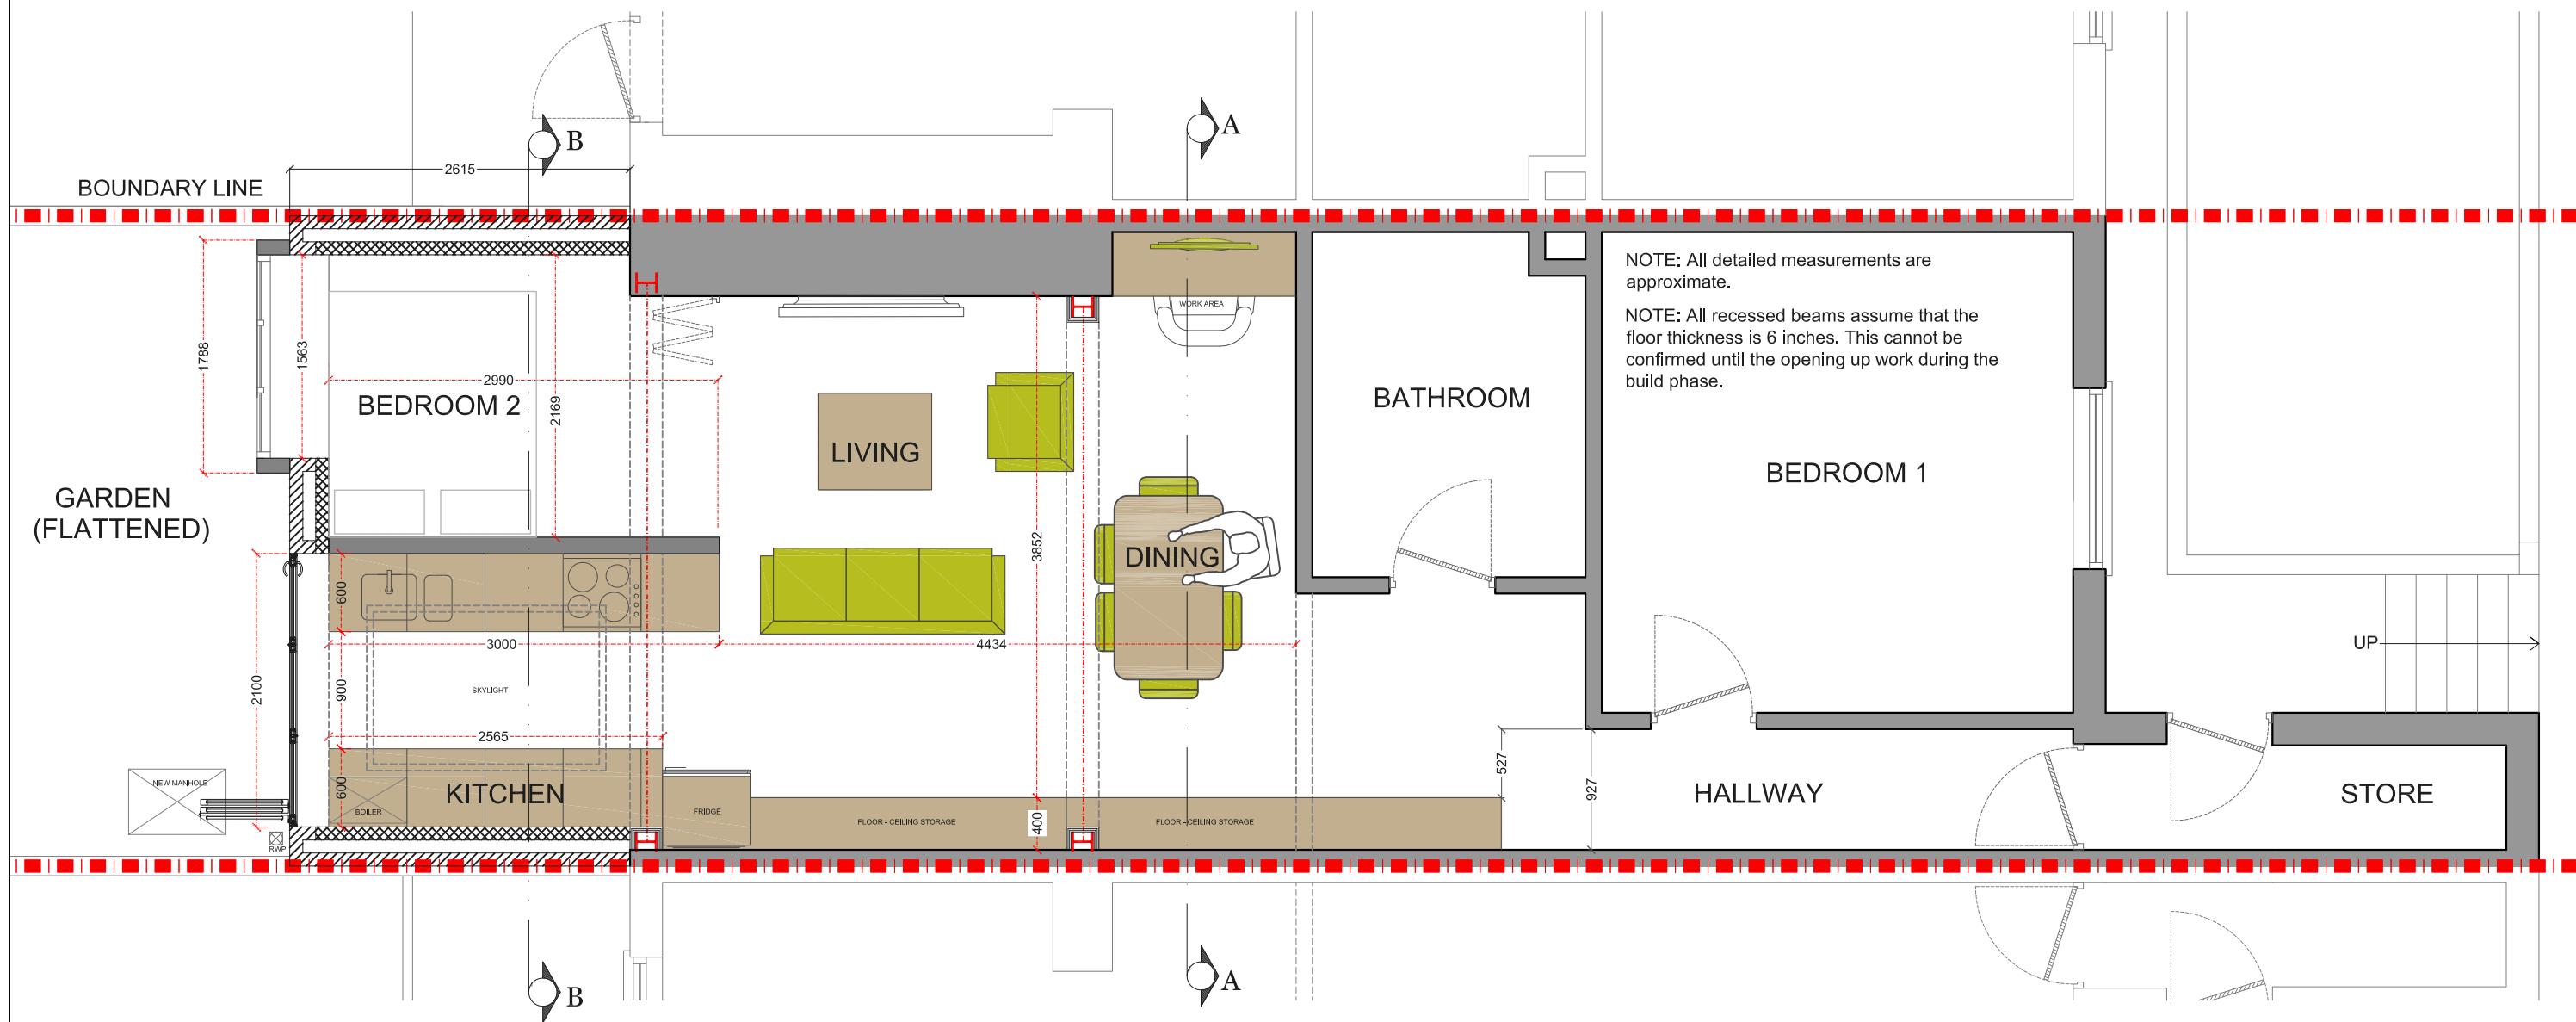 B
A
2615
BOUNDARY LINE
NOTE: All detailed measurements are
approximate.
NOTE: All recessed beams assume that the
floor thickness is 6 inches. This cannot be
confirmed until the opening up work during the
build phase.
WORK AREA
1788
1563
2990
BEDROOM 2
2169
LIVING
BATHROOM
BEDROOM 1
GARDEN
(FLATTENED)
3852
DINING
600
3000
4434
UP
2100
900
SKYLIGHT
2565
527
927
NEW MANHOLE
600
KITCHEN
BOILER
FRIDGE
FLOOR - CEILING STORAGE
400
FLOOR - CEILING STORAGE
HALLWAY
STORE
RWP
B
A